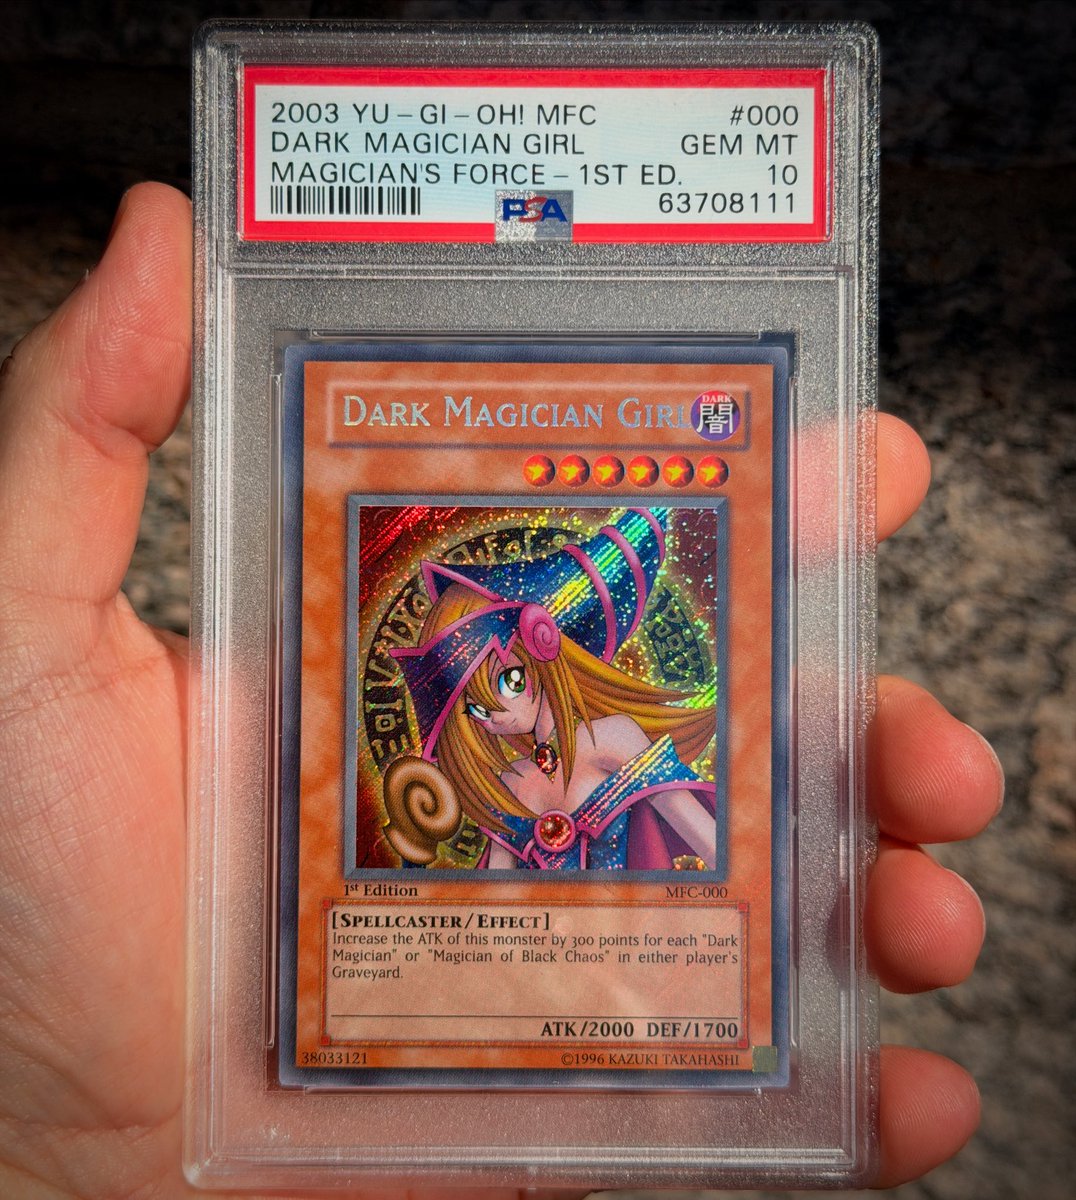 2003 YU-GI-OH! MFC #000
DARK MAGICIAN GIRL GEM MT
MAGICIAN'S FORCE-1ST ED. 10
PSA 63708111
DARK MAGICIAN GIRL
DARK
闇
1st Edition MFC-000
[SPELLCASTER/EFFECT]
Increase the ATK of this monster by 300 points for each "Dark
Magician" or "Magician of Black Chaos" in either player's
Graveyard.
ATK/2000 DEF/1700
38033121 ©1996 KAZUKI TAKAHASHI